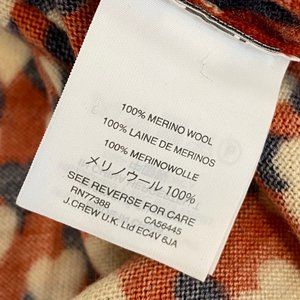 100% MERINO WOOL
100% LAINE DE MERINOS
100% MERINOWOLLE
メリノウール 100%
SEE REVERSE FOR CARE
RN77388 CA56445
J.CREW U.K. Ltd EC4V 6JA